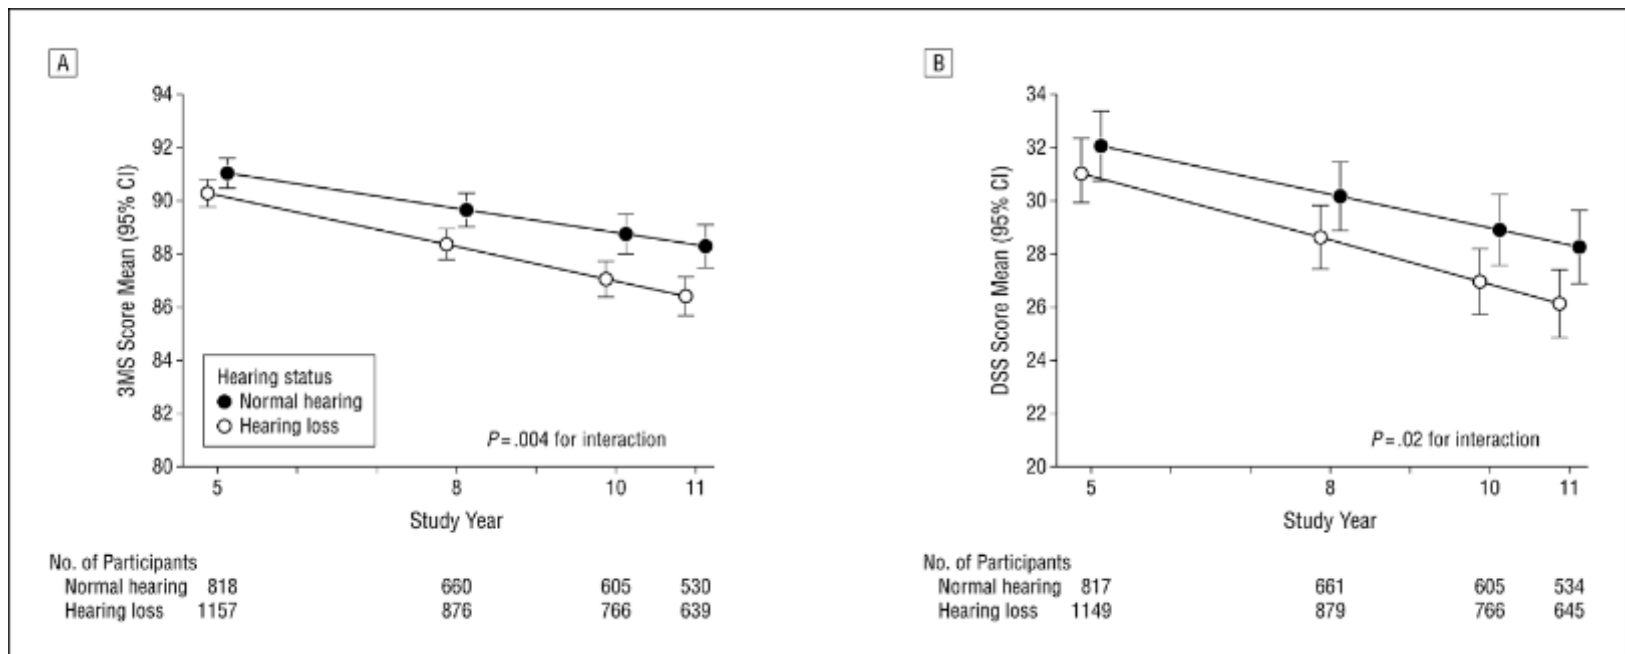 A
94
92
90
88
86
84
82
80
3MS Score Mean (95% CI)
Hearing status
Normal hearing
Hearing loss
P=.004 for interaction
5 8 10 11
Study Year
No. of Participants
Normal hearing 818 660 605 530
Hearing loss 1157 876 766 639
B
34
32
30
28
26
24
22
20
DSS Score Mean (95% CI)
P=.02 for interaction
5 8 10 11
Study Year
No. of Participants
Normal hearing 817 661 605 534
Hearing loss 1149 879 766 645